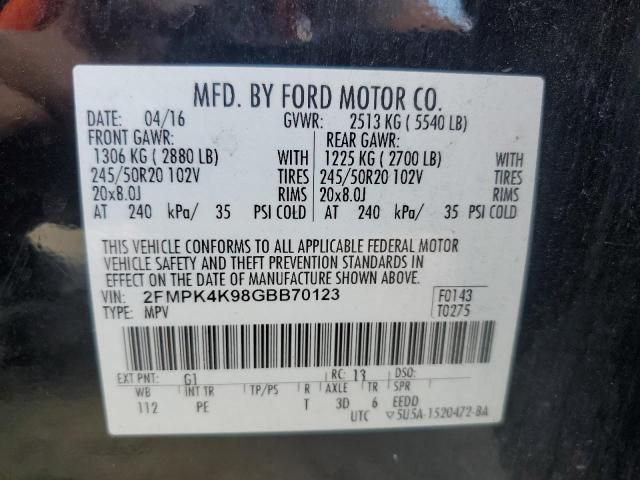 MFD. BY FORD MOTOR CO.
DATE: 04/16 GVWR: 2513 KG ( 5540 LB)
FRONT GAWR: REAR GAWR:
1306 KG ( 2880 LB) WITH 1225 KG ( 2700 LB) WITH
245/50R20 102V TIRES 245/50R20 102V TIRES
20x8.0J RIMS 20x8.0J RIMS
AT 240 kPa/ 35 PSI COLD AT 240 kPa/ 35 PSI COLD
THIS VEHICLE CONFORMS TO ALL APPLICABLE FEDERAL MOTOR
VEHICLE SAFETY AND THEFT PREVENTION STANDARDS IN
EFFECT ON THE DATE OF MANUFACTURE SHOWN ABOVE.
VIN: 2FMPK4K98GBB70123 F0143
TYPE: MPV T0275
EXT PNT: G1 RC: 13 DSO:
WB INT TR TP/PS R AXLE TR SPR
112 PE T 3D 6 EEDD
UTC 5U5A-1520472-BA